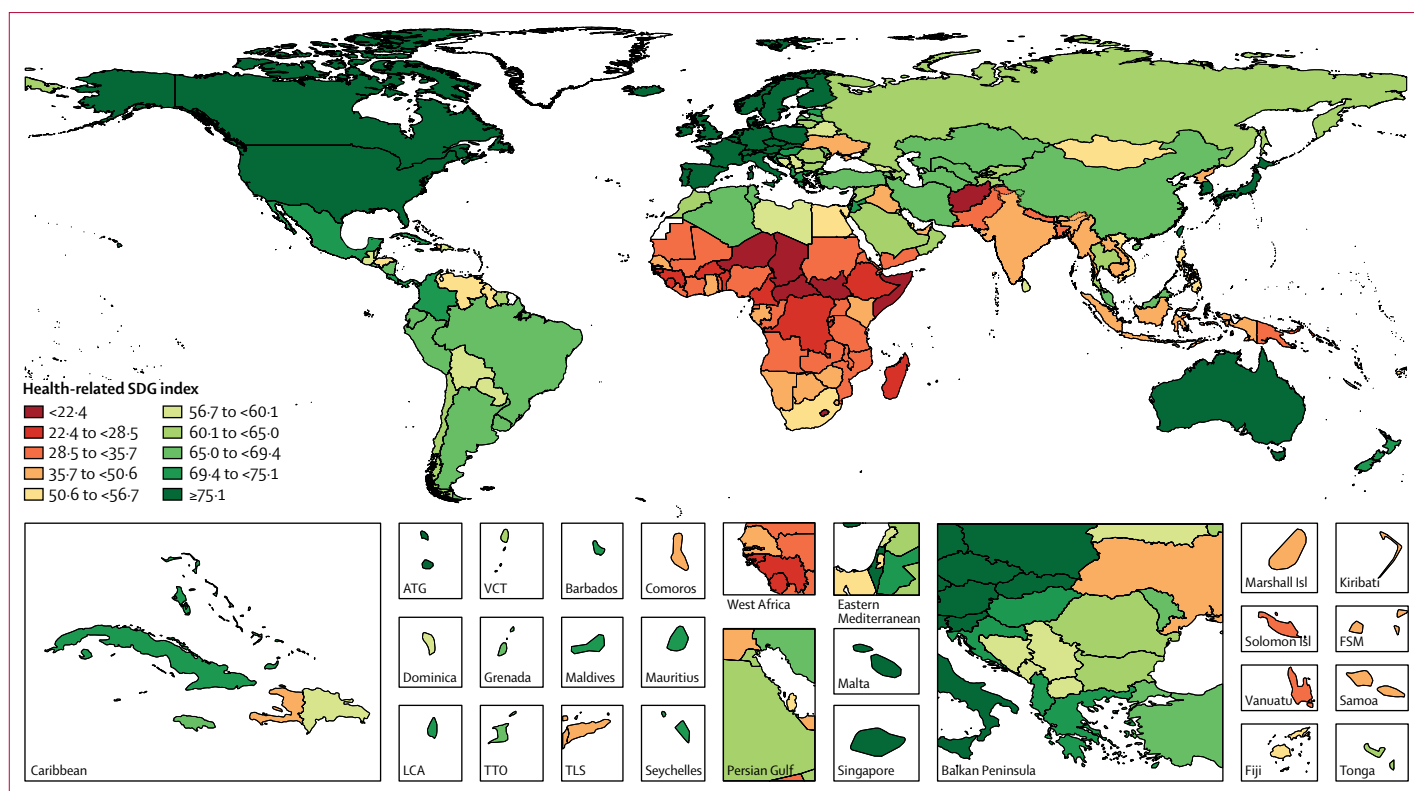 Health-related SDG index
<22·4
22·4 to <28·5
28·5 to <35·7
35·7 to <50·6
50·6 to <56·7
56·7 to <60·1
60·1 to <65·0
65·0 to <69·4
69·4 to <75·1
≥75·1
Caribbean
ATG
VCT
Barbados
Comoros
Dominica
Grenada
Maldives
Mauritius
LCA
TTO
TLS
Seychelles
West Africa
Eastern
Mediterranean
Persian Gulf
Malta
Singapore
Balkan Peninsula
Marshall Isl
Kiribati
Solomon Isl
FSM
Vanuatu
Samoa
Fiji
Tonga